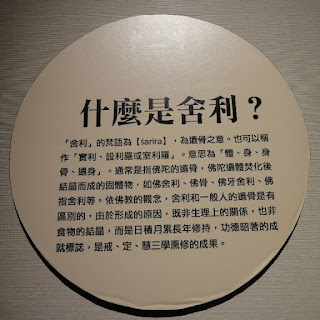 什麼是舍利？
「舍利」的梵語為【śarīra】，為遺骨之意。也可以稱
作「實利、設利羅或室利羅」。意思為「體、身、身
骨、遺身」。通常是指佛陀的遺骨，佛陀遺體焚化後
結晶而成的固體物，如佛舍利、佛骨、佛牙舍利、佛
指舍利等。依佛教的觀念，舍利和一般人的遺骨是有
區別的，由於形成的原因，既非生理上的關係，也非
食物的結晶，而是日積月累長年修持，功德昭著的成
就標誌，是戒、定、慧三學熏修的成果。